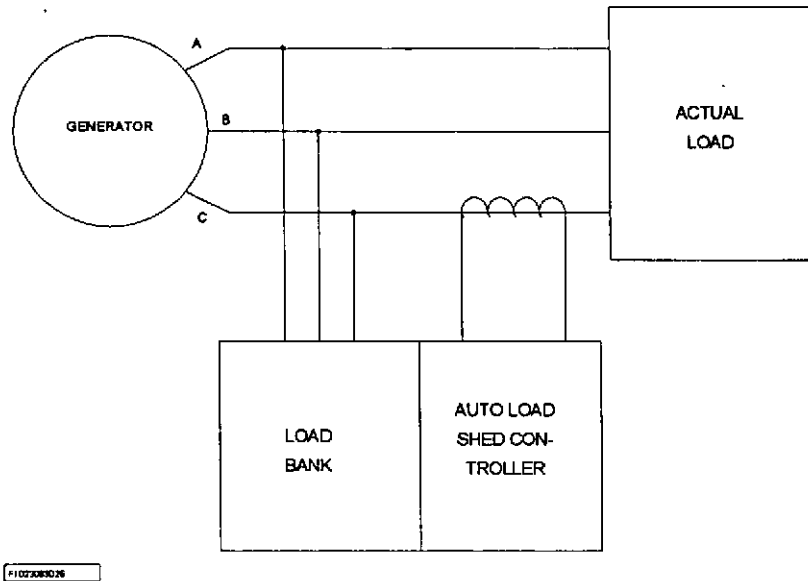 A
GENERATOR
B
C
ACTUAL
LOAD
LOAD
BANK
AUTO LOAD
SHED CON-
TROLLER